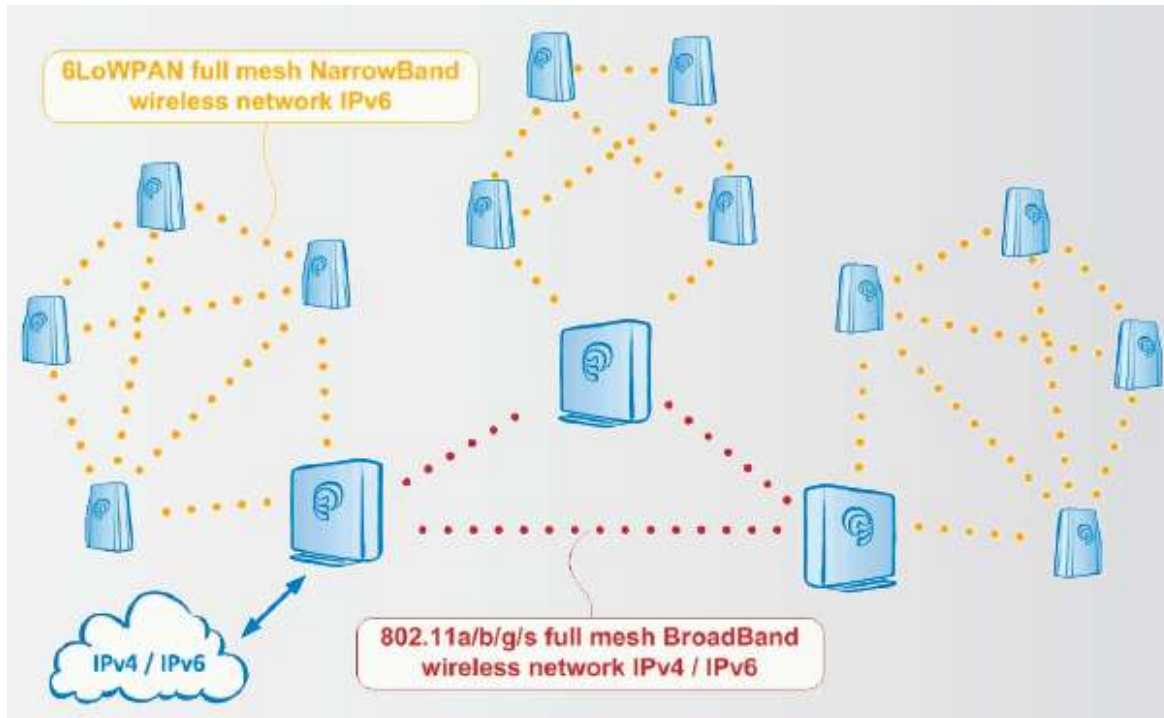 6LoWPAN full mesh NarrowBand
wireless network IPv6
802.11a/b/g/s full mesh BroadBand
wireless network IPv4 / IPv6
IPv4 / IPv6